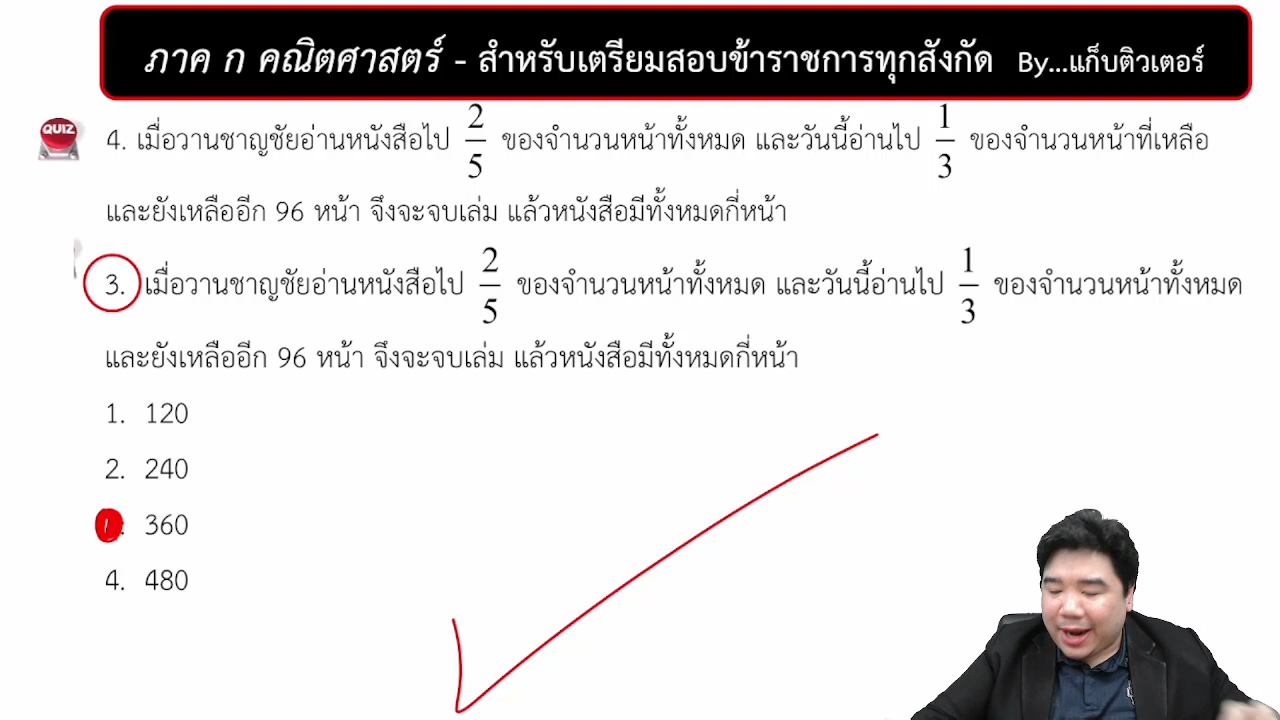 ภาค ก คณิตศาสตร์ - สำหรับเตรียมสอบข้าราชการทุกสังกัด By...แก็บติวเตอร์
QUIZ
4. เมื่อวานชาญชัยอ่านหนังสือไป 2/5 ของจำนวนหน้าทั้งหมด และวันนี้อ่านไป 1/3 ของจำนวนหน้าที่เหลือ
และยังเหลืออีก 96 หน้า จึงจะจบเล่ม แล้วหนังสือมีทั้งหมดกี่หน้า
3. เมื่อวานชาญชัยอ่านหนังสือไป 2/5 ของจำนวนหน้าทั้งหมด และวันนี้อ่านไป 1/3 ของจำนวนหน้าทั้งหมด
และยังเหลืออีก 96 หน้า จึงจะจบเล่ม แล้วหนังสือมีทั้งหมดกี่หน้า
1. 120
2. 240
360
4. 480